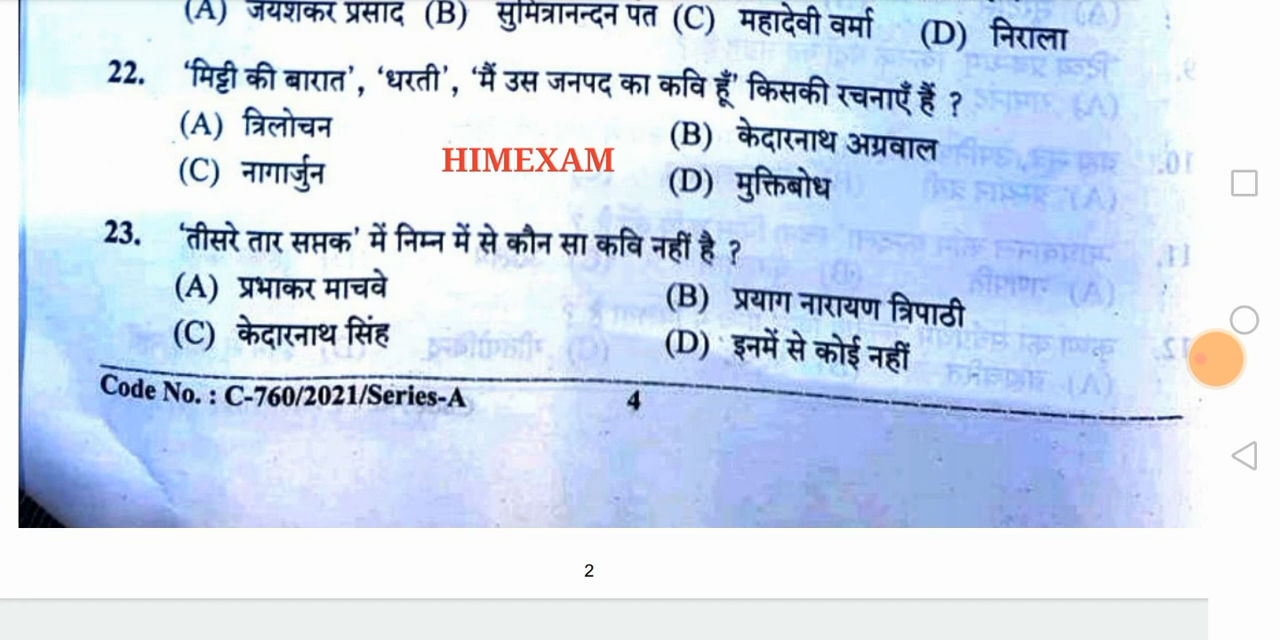 (A) जयशंकर प्रसाद (B) सुमित्रानन्दन पंत (C) महादेवी वर्मा (D) निराला
22. ‘मिट्टी की बारात’, ‘धरती’, ‘मैं उस जनपद का कवि हूँ’ किसकी रचनाएँ हैं ?
(A) त्रिलोचन (B) केदारनाथ अग्रवाल
HIMEXAM
(C) नागार्जुन (D) मुक्तिबोध
23. ‘तीसरे तार सप्तक’ में निम्न में से कौन सा कवि नहीं है ?
(A) प्रभाकर माचवे (B) प्रयाग नारायण त्रिपाठी
(C) केदारनाथ सिंह (D) इनमें से कोई नहीं
Code No. : C-760/2021/Series-A 4
2